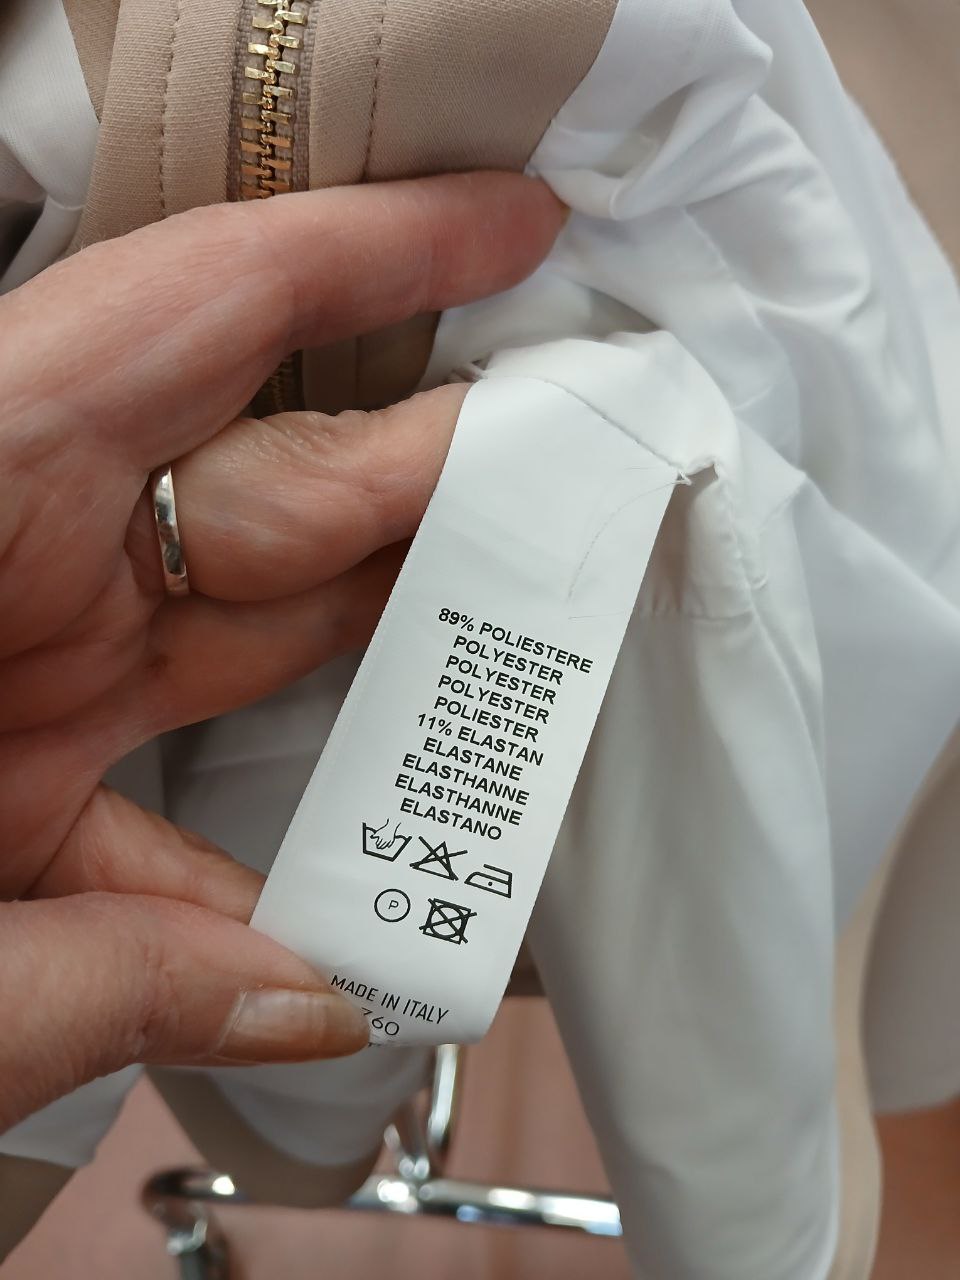 89% POLIESTERE
POLYESTER
POLYESTER
POLYESTER
POLIESTER
11% ELASTAN
ELASTANE
ELASTHANNE
ELASTHANNE
ELASTANO
P
MADE IN ITALY